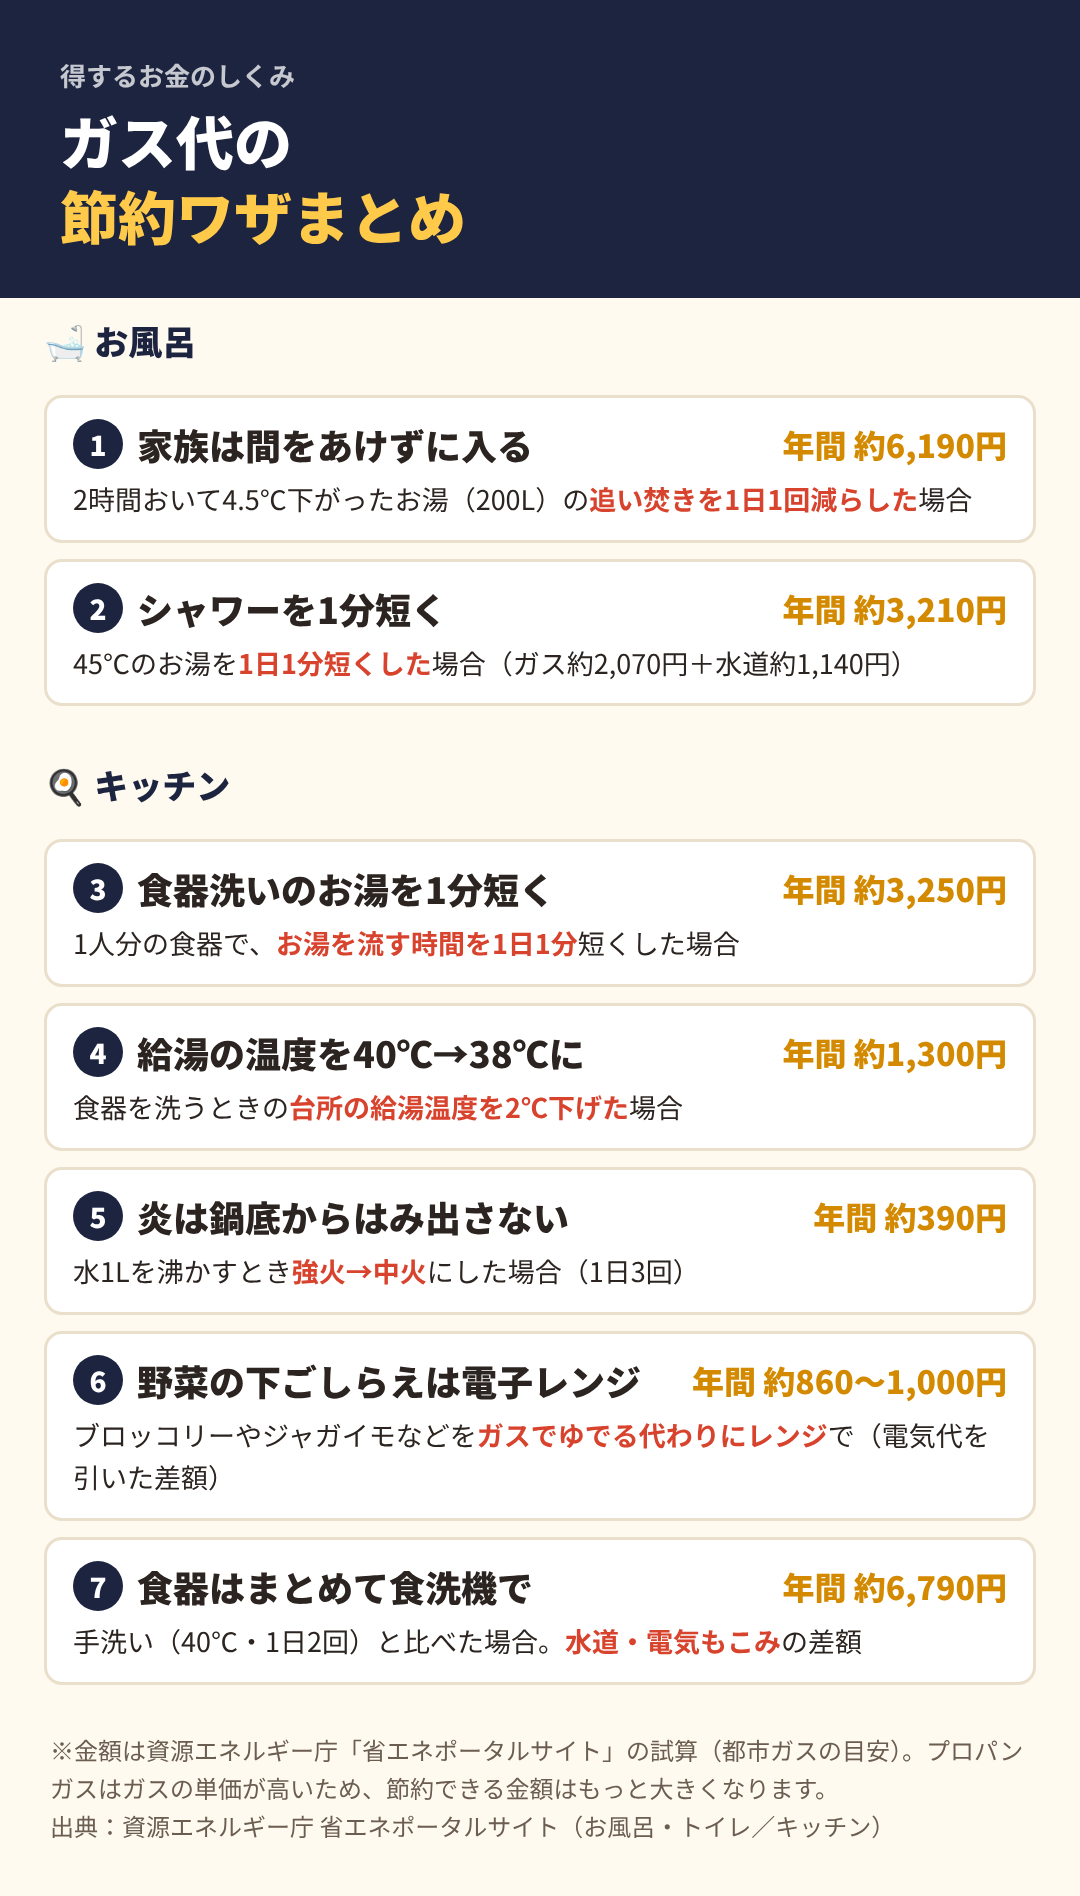 得するお金のしくみ
ガス代の
節約ワザまとめ
お風呂
1 家族は間をあけずに入る 年間 約6,190円
2時間おいて4.5℃下がったお湯（200L）の追い焚きを1日1回減らした場合
2 シャワーを1分短く 年間 約3,210円
45℃のお湯を1日1分短くした場合（ガス約2,070円＋水道約1,140円）
キッチン
3 食器洗いのお湯を1分短く 年間 約3,250円
1人分の食器で、お湯を流す時間を1日1分短くした場合
4 給湯の温度を40℃→38℃に 年間 約1,300円
食器を洗うときの台所の給湯温度を2℃下げた場合
5 炎は鍋底からはみ出さない 年間 約390円
水1Lを沸かすとき強火→中火にした場合（1日3回）
6 野菜の下ごしらえは電子レンジ 年間 約860〜1,000円
ブロッコリーやジャガイモなどをガスでゆでる代わりにレンジで（電気代を
引いた差額）
7 食器はまとめて食洗機で 年間 約6,790円
手洗い（40℃・1日2回）と比べた場合。水道・電気もこみの差額
※金額は資源エネルギー庁「省エネポータルサイト」の試算（都市ガスの目安）。プロパン
ガスはガスの単価が高いため、節約できる金額はもっと大きくなります。
出典：資源エネルギー庁 省エネポータルサイト（お風呂・トイレ／キッチン）